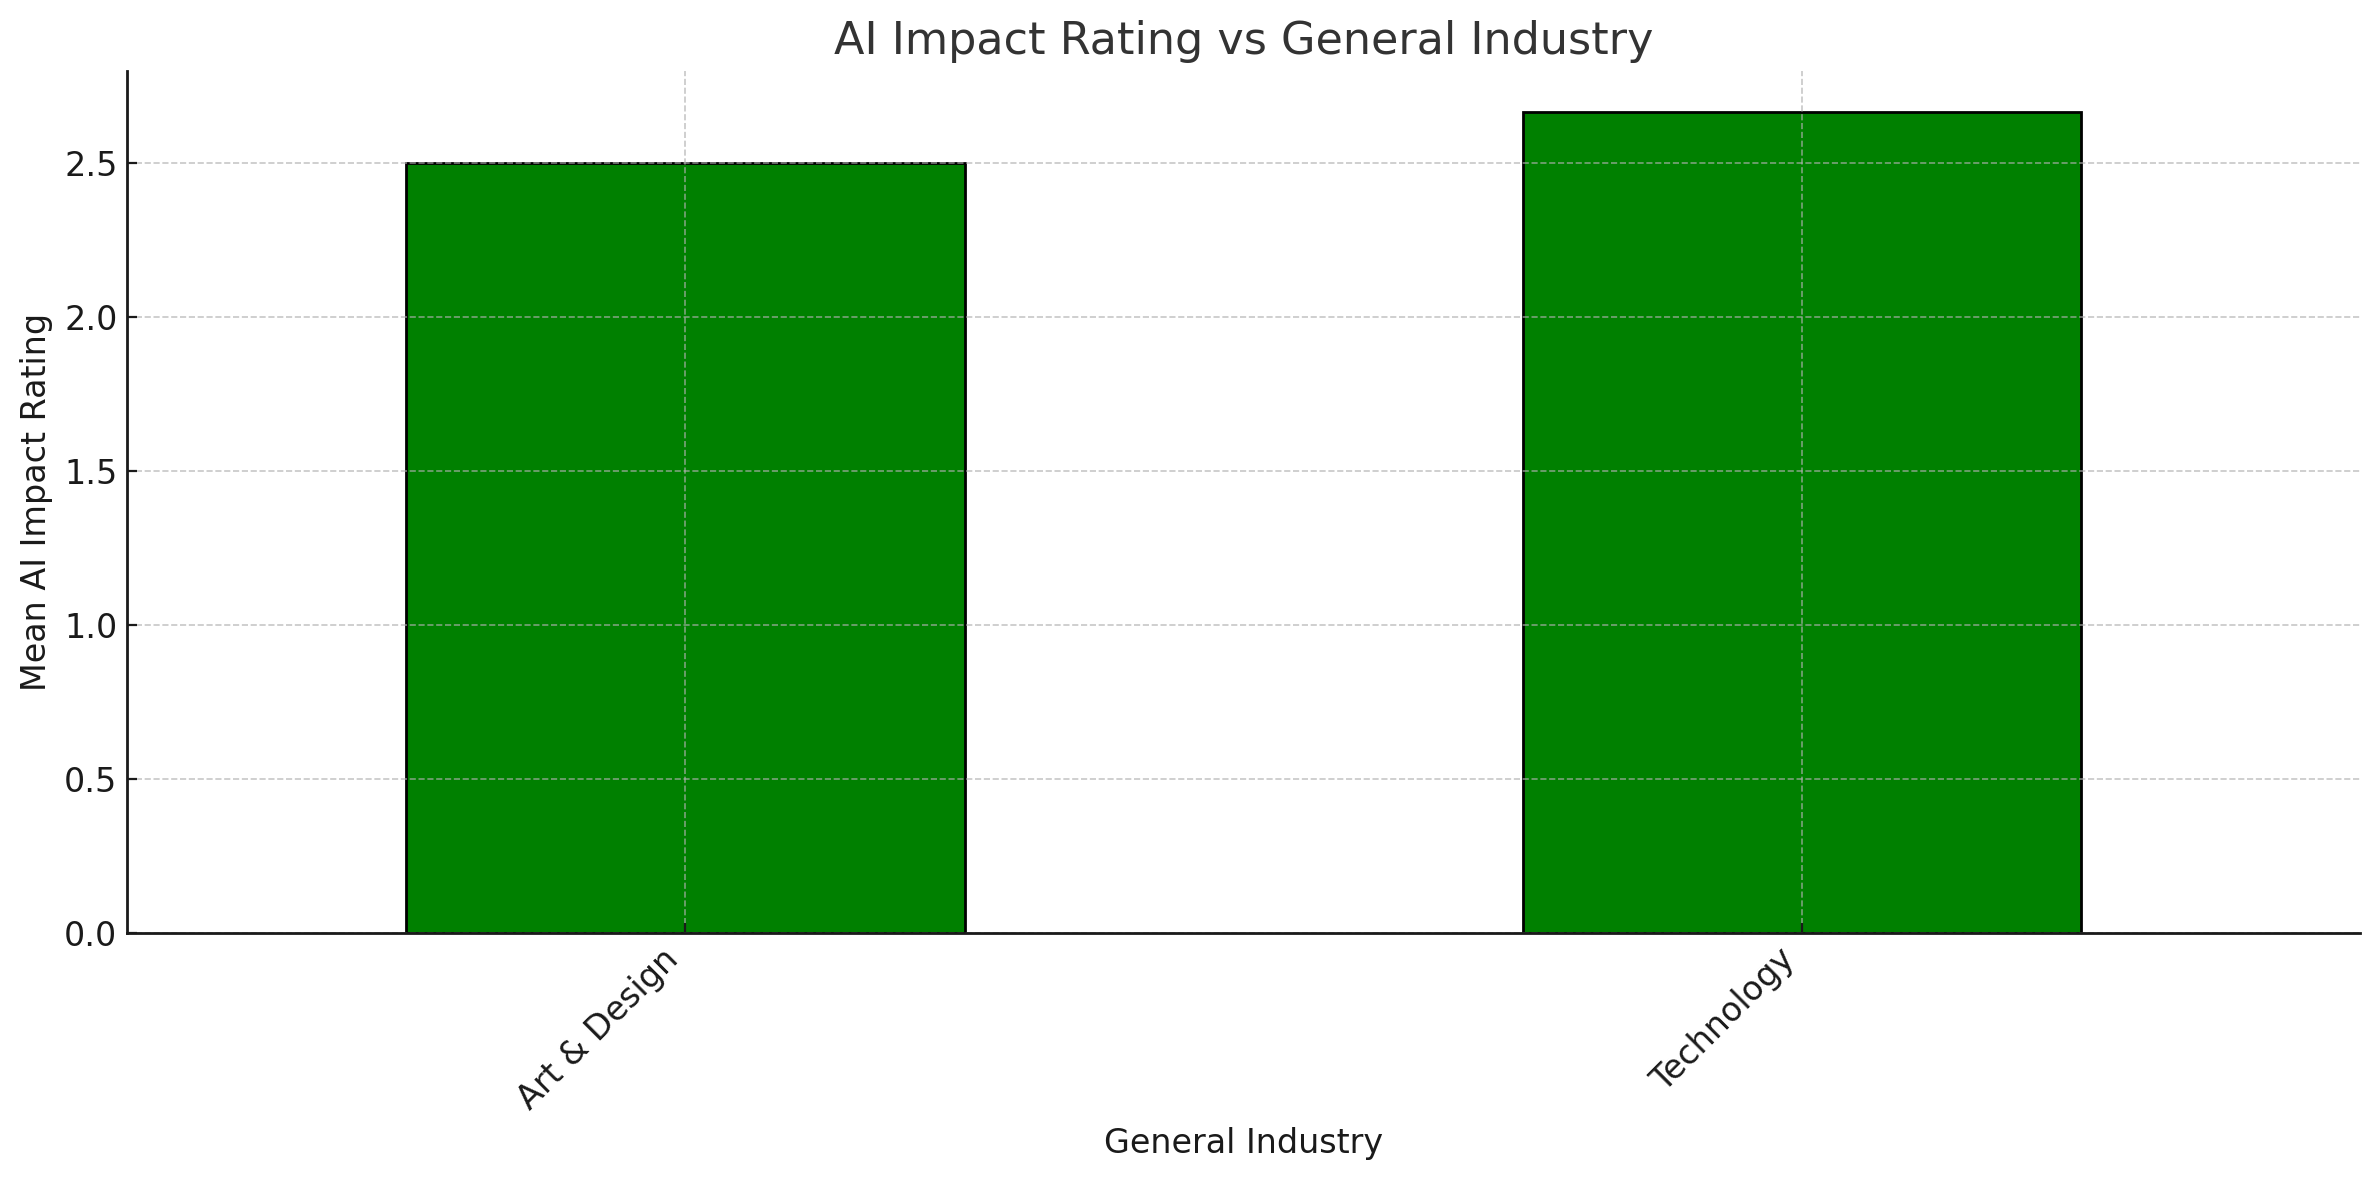 AI Impact Rating vs General Industry
Mean AI Impact Rating
2.5
2.0
1.5
1.0
0.5
0.0
Art & Design
Technology
General Industry